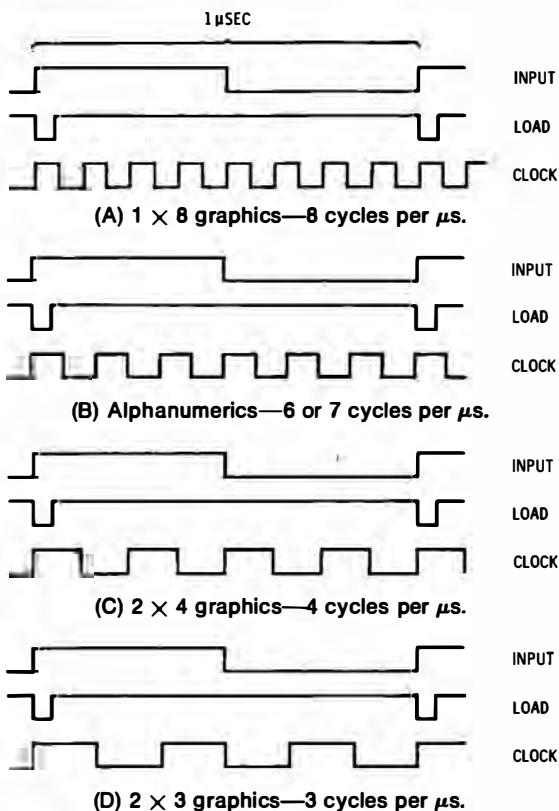 1 μSEC
INPUT
LOAD
CLOCK
(A) 1 × 8 graphics—8 cycles per μs.
INPUT
LOAD
CLOCK
(B) Alphanumerics—6 or 7 cycles per μs.
INPUT
LOAD
CLOCK
(C) 2 × 4 graphics—4 cycles per μs.
INPUT
LOAD
CLOCK
(D) 2 × 3 graphics—3 cycles per μs.